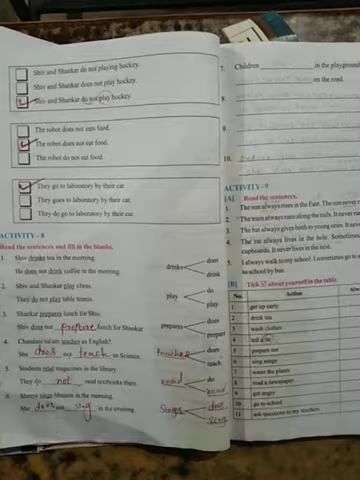 Shiv and Shankar do not playing hockey.
Shiv and Shankar does not play hockey.
Shiv and Shankar do not play hockey.
The robot does not eats food.
The robot does not eat food.
The robot do not eat food.
They go to laboratory by their car.
They goes to laboratory by their car.
They do go to laboratory by their car.
ACTIVITY - 8
Read the sentences and fill in the blanks.
1. Shiv drinks tea in the morning.
He does not drink coffee in the morning.
drinks does drink
2. Shiv and Shankar play chess.
They do not play table tennis.
play do play
3. Shankar prepares lunch for Shiv.
Shiv does not prepare lunch for Shankar
prepares does prepare
4. teaches us English?
She does not teach us Science.
teaches does teach
5. Students read magazines in the library.
They do not read textbooks there.
read do read
6. Shreya sings bhajans in the morning.
She does not sing in the evening.
sings does sing
7. Children in the playground
on the road.
8.
9.
10.
ACTIVITY - 9
[A] Read the sentences.
1. The sun always rises in the East. The sun never
2. The train always runs along the rails. It never
3. The bat always gives birth to young ones. It never
4. The rat always lives in the hole. Sometimes
cupboards. It never lives in the nest.
5. I always walk to my school. I sometimes go
to school by bus.
[B] Tick about yourself in the table.
No. Action
1 get up early
2 drink tea
3 wash clothes
4 tell a lie
5 prepare tea
6 sing songs
7 water the plants
8 read a newspaper
9 get angry
10 go to school
11 ask questions to my teachers